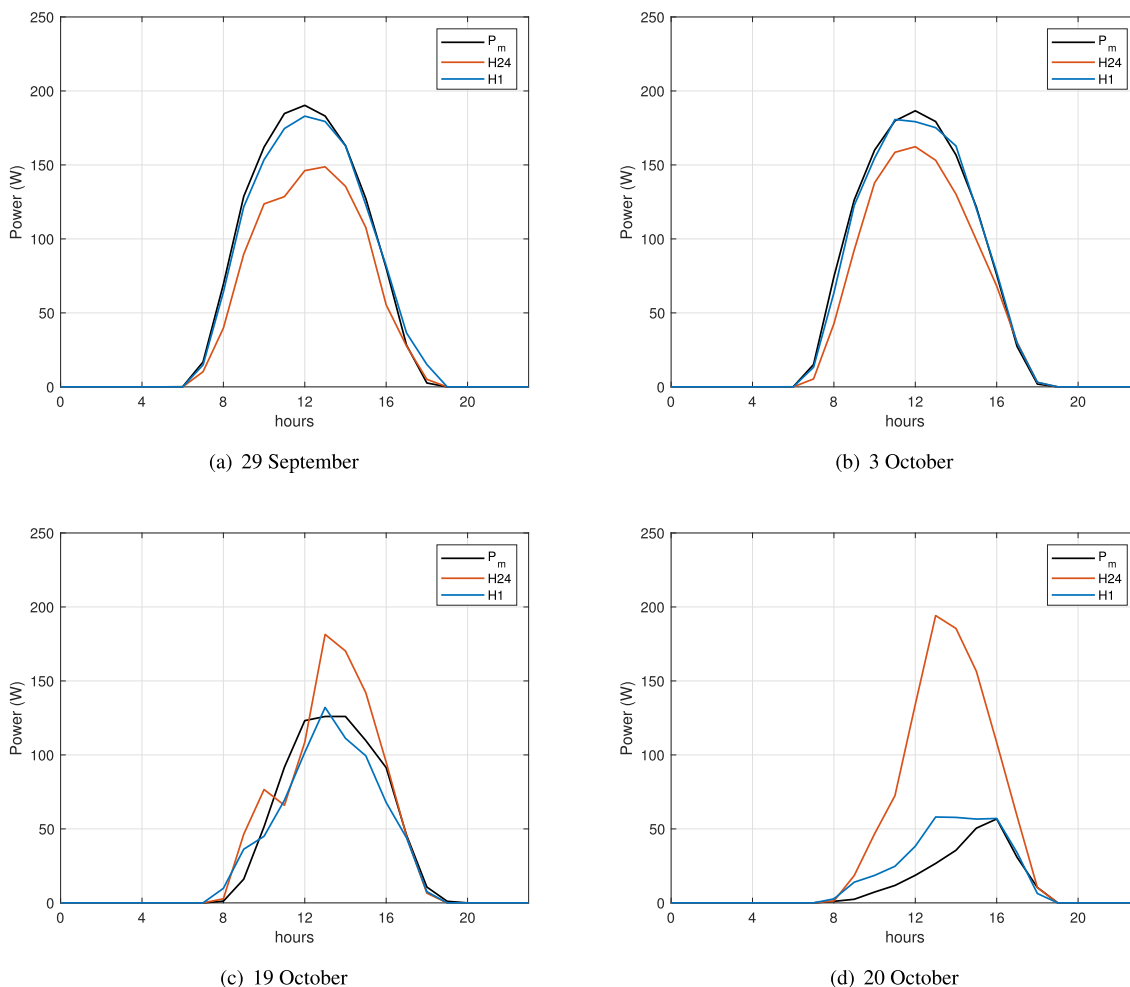 250
200
150
100
50
0
Power (W)
P_m
H24
H1
0 4 8 12 16 20
hours
(a) 29 September
250
200
150
100
50
0
Power (W)
P_m
H24
H1
0 4 8 12 16 20
hours
(b) 3 October
250
200
150
100
50
0
Power (W)
P_m
H24
H1
0 4 8 12 16 20
hours
(c) 19 October
250
200
150
100
50
0
Power (W)
P_m
H24
H1
0 4 8 12 16 20
hours
(d) 20 October